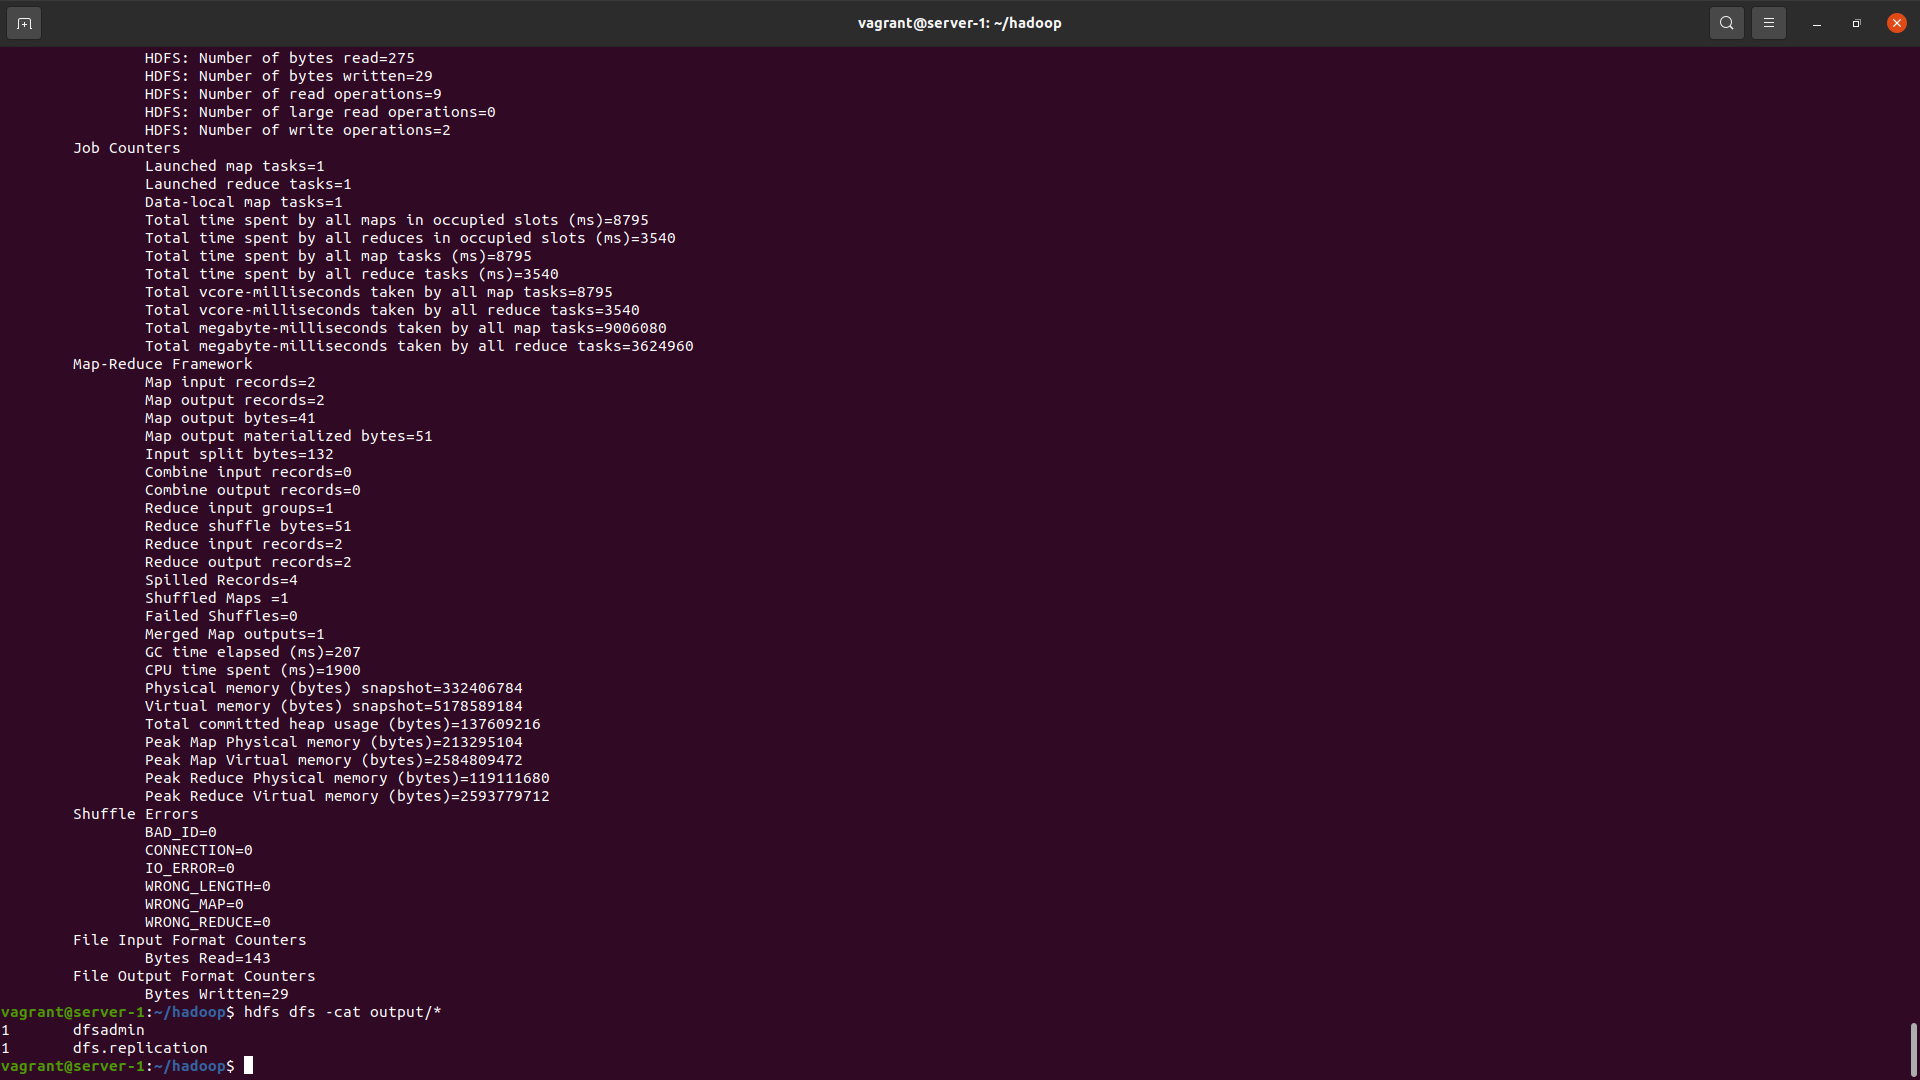 vagrant@server-1: ~/hadoop
HDFS: Number of bytes read=275
HDFS: Number of bytes written=29
HDFS: Number of read operations=9
HDFS: Number of large read operations=0
HDFS: Number of write operations=2
Job Counters
Launched map tasks=1
Launched reduce tasks=1
Data-local map tasks=1
Total time spent by all maps in occupied slots (ms)=8795
Total time spent by all reduces in occupied slots (ms)=3540
Total time spent by all map tasks (ms)=8795
Total time spent by all reduce tasks (ms)=3540
Total vcore-milliseconds taken by all map tasks=8795
Total vcore-milliseconds taken by all reduce tasks=3540
Total megabyte-milliseconds taken by all map tasks=9006080
Total megabyte-milliseconds taken by all reduce tasks=3624960
Map-Reduce Framework
Map input records=2
Map output records=2
Map output bytes=41
Map output materialized bytes=51
Input split bytes=132
Combine input records=0
Combine output records=0
Reduce input groups=1
Reduce shuffle bytes=51
Reduce input records=2
Reduce output records=2
Spilled Records=4
Shuffled Maps =1
Failed Shuffles=0
Merged Map outputs=1
GC time elapsed (ms)=207
CPU time spent (ms)=1900
Physical memory (bytes) snapshot=332406784
Virtual memory (bytes) snapshot=5178589184
Total committed heap usage (bytes)=137609216
Peak Map Physical memory (bytes)=213295104
Peak Map Virtual memory (bytes)=2584809472
Peak Reduce Physical memory (bytes)=119111680
Peak Reduce Virtual memory (bytes)=2593779712
Shuffle Errors
BAD_ID=0
CONNECTION=0
IO_ERROR=0
WRONG_LENGTH=0
WRONG_MAP=0
WRONG_REDUCE=0
File Input Format Counters
Bytes Read=143
File Output Format Counters
Bytes Written=29
vagrant@server-1:~/hadoop$ hdfs dfs -cat output/*
1 dfsadmin
1 dfs.replication
vagrant@server-1:~/hadoop$